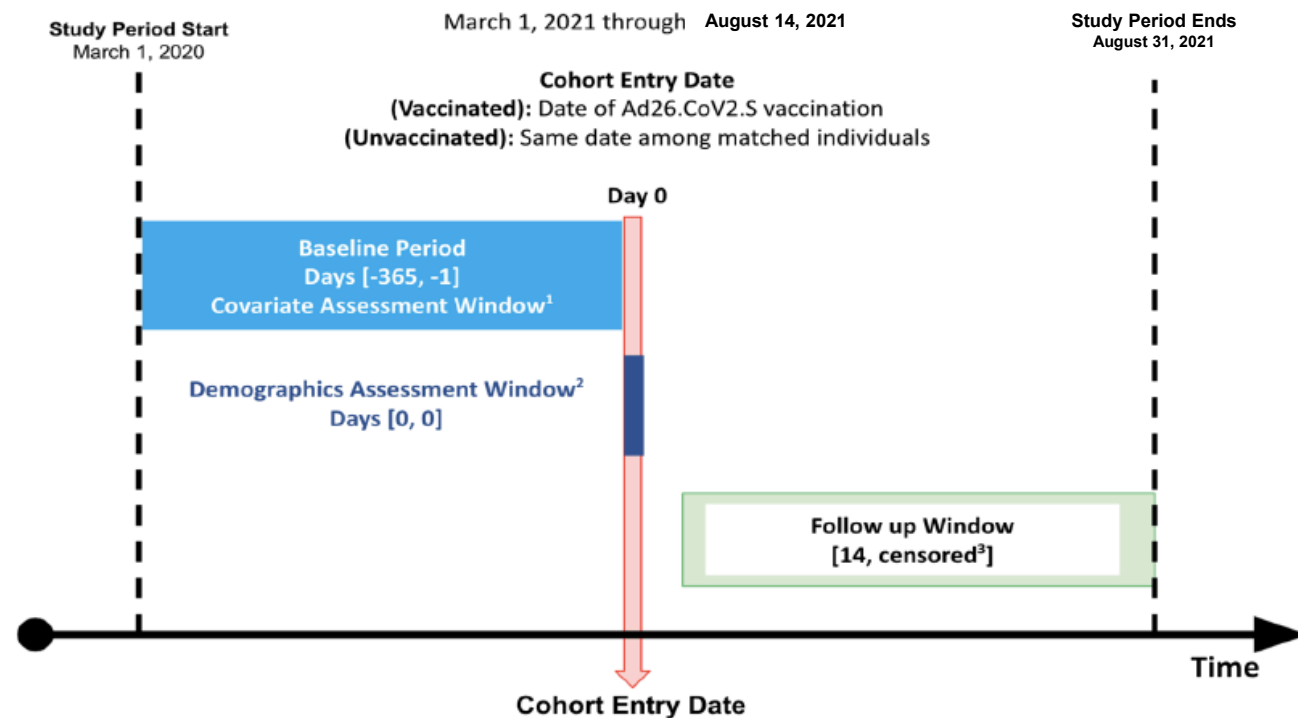 Study Period Start
March 1, 2020
March 1, 2021 through August 14, 2021
Study Period Ends
August 31, 2021
Cohort Entry Date
(Vaccinated): Date of Ad26.CoV2.S vaccination
(Unvaccinated): Same date among matched individuals
Day 0
Baseline Period
Days [-365, -1]
Covariate Assessment Window¹
Demographics Assessment Window²
Days [0, 0]
Follow up Window
[14, censored³]
Time
Cohort Entry Date